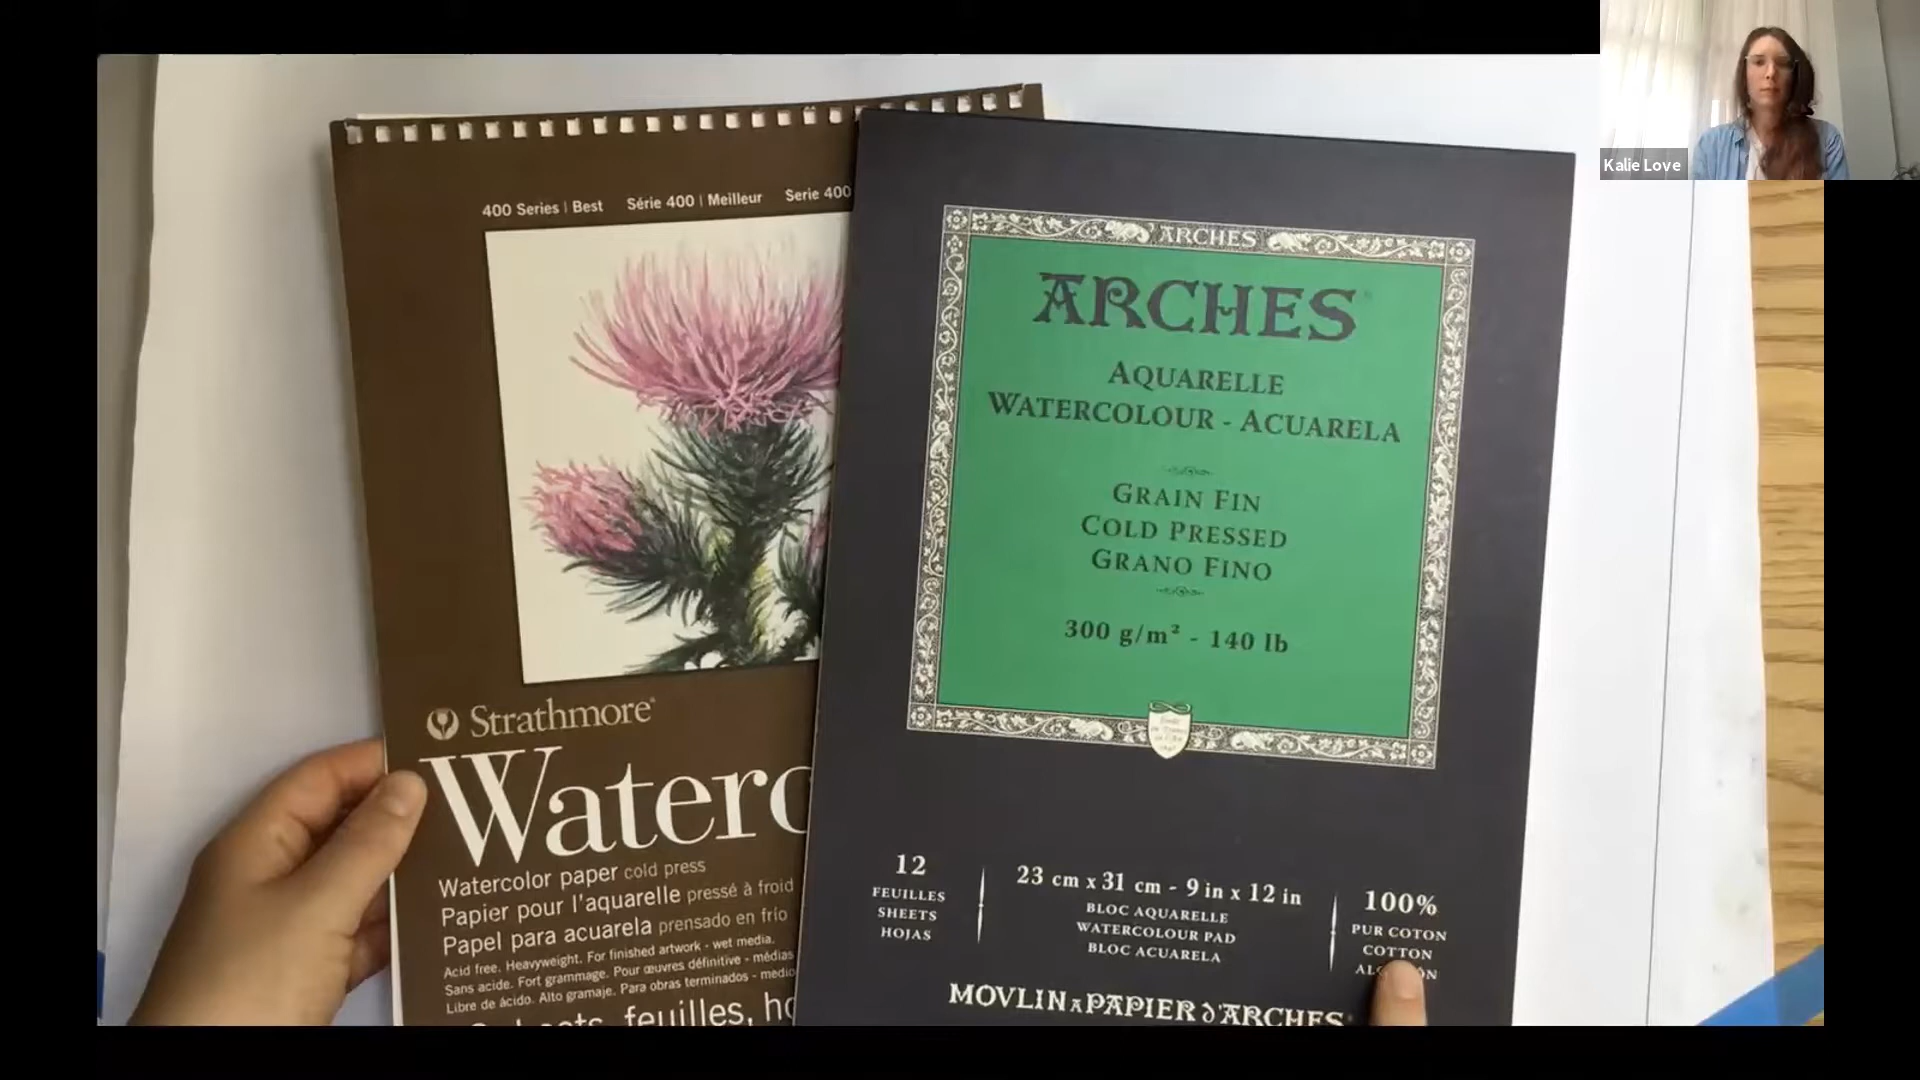 Kalie Love
400 Series | Best Série 400 | Meilleur Serie 400
Strathmore
Waterc
Watercolor paper cold press
Papier pour l'aquarelle pressé à froid
Papel para acuarela prensado en frío
Acid free. Heavyweight. For finished artwork - wet media.
Sans acide. Fort grammage. Pour œuvres définitive - médias
Libre de ácido. Alto gramaje. Para obras terminados - medio
feuilles, ho
ARCHES
ARCHES
AQUARELLE
WATERCOLOUR - ACUARELA
GRAIN FIN
COLD PRESSED
GRANO FINO
300 g/m² - 140 lb
12
FEUILLES
SHEETS
HOJAS
23 cm x 31 cm - 9 in x 12 in
BLOC AQUARELLE
WATERCOLOUR PAD
BLOC ACUARELA
100%
PUR COTON
COTTON
MOVLIN A PAPIER D'ARCHES